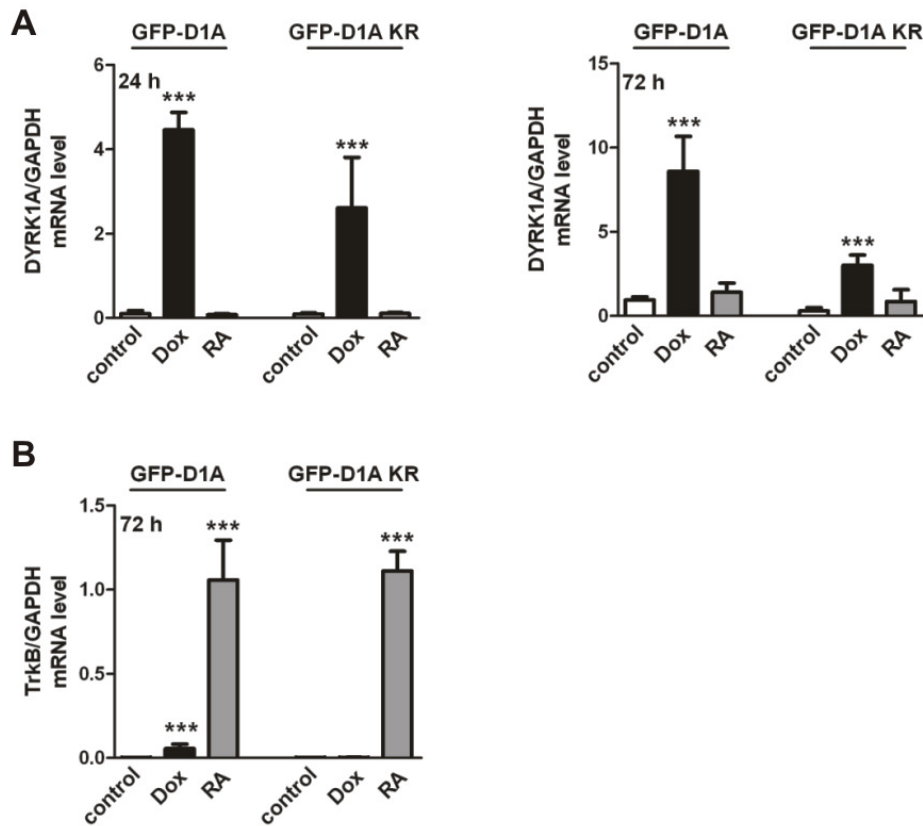 A
GFP-D1A GFP-D1A KR
24 h
DYRK1A/GAPDH
mRNA level
6
4
2
0
*** ***
control Dox RA control Dox RA
GFP-D1A GFP-D1A KR
72 h
DYRK1A/GAPDH
mRNA level
15
10
5
0
*** ***
control Dox RA control Dox RA
B
GFP-D1A GFP-D1A KR
72 h
TrkB/GAPDH
mRNA level
1.5
1.0
0.5
0.0
*** *** ***
control Dox RA control Dox RA